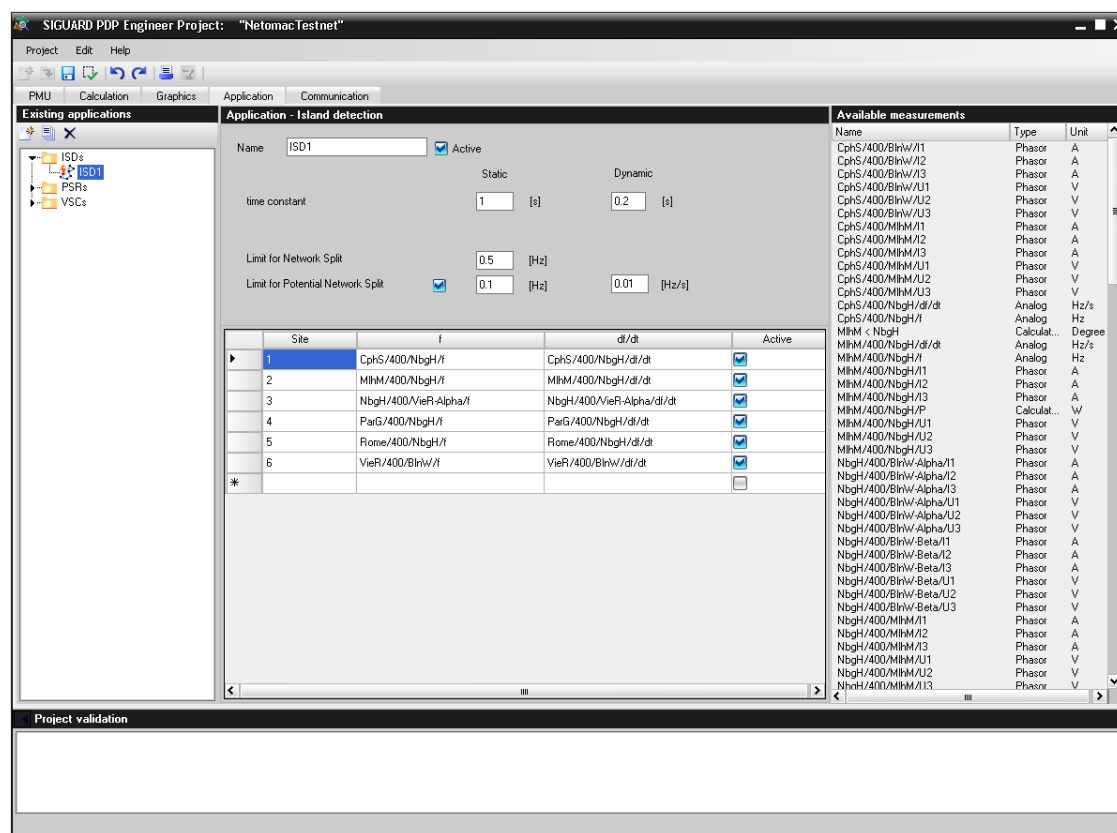 SIGUARD PDP Engineer Project: "NetomacTestnet"
Project Edit Help
PMU Calculation Graphics Application Communication
Existing applications
ISDs
ISD1
PSRs
VSCs
Application - Island detection
Name ISD1 Active
Static Dynamic
time constant 1 [s] 0.2 [s]
Limit for Network Split 0.5 [Hz]
Limit for Potential Network Split 0.1 [Hz] 0.01 [Hz/s]
Site f df/dt Active
1 CphS/400/NbgH/f CphS/400/NbgH/df/dt
2 MlhM/400/NbgH/f MlhM/400/NbgH/df/dt
3 NbgH/400/VieR-Alpha/f NbgH/400/VieR-Alpha/df/dt
4 ParG/400/NbgH/f ParG/400/NbgH/df/dt
5 Rome/400/NbgH/f Rome/400/NbgH/df/dt
6 VieR/400/BlnW/f VieR/400/BlnW/df/dt
*
Available measurements
Name Type Unit
CphS/400/BlnW/I1 Phasor A
CphS/400/BlnW/I2 Phasor A
CphS/400/BlnW/I3 Phasor A
CphS/400/BlnW/U1 Phasor V
CphS/400/BlnW/U2 Phasor V
CphS/400/BlnW/U3 Phasor V
CphS/400/MlhM/I1 Phasor A
CphS/400/MlhM/I2 Phasor A
CphS/400/MlhM/I3 Phasor A
CphS/400/MlhM/U1 Phasor V
CphS/400/MlhM/U2 Phasor V
CphS/400/MlhM/U3 Phasor V
CphS/400/NbgH/df/dt Analog Hz/s
CphS/400/NbgH/f Analog Hz
MlhM < NbgH Calculat... Degree
MlhM/400/NbgH/df/dt Analog Hz/s
MlhM/400/NbgH/f Analog Hz
MlhM/400/NbgH/I1 Phasor A
MlhM/400/NbgH/I2 Phasor A
MlhM/400/NbgH/I3 Phasor A
MlhM/400/NbgH/P Calculat... W
MlhM/400/NbgH/U1 Phasor V
MlhM/400/NbgH/U2 Phasor V
MlhM/400/NbgH/U3 Phasor V
NbgH/400/BlnW-Alpha/I1 Phasor A
NbgH/400/BlnW-Alpha/I2 Phasor A
NbgH/400/BlnW-Alpha/I3 Phasor A
NbgH/400/BlnW-Alpha/U1 Phasor V
NbgH/400/BlnW-Alpha/U2 Phasor V
NbgH/400/BlnW-Alpha/U3 Phasor V
NbgH/400/BlnW-Beta/I1 Phasor A
NbgH/400/BlnW-Beta/I2 Phasor A
NbgH/400/BlnW-Beta/I3 Phasor A
NbgH/400/BlnW-Beta/U1 Phasor V
NbgH/400/BlnW-Beta/U2 Phasor V
NbgH/400/BlnW-Beta/U3 Phasor V
NbgH/400/MlhM/I1 Phasor A
NbgH/400/MlhM/I2 Phasor A
NbgH/400/MlhM/I3 Phasor A
NbgH/400/MlhM/U1 Phasor V
NbgH/400/MlhM/U2 Phasor V
NbgH/400/MlhM/U3 Phasor V
Project validation